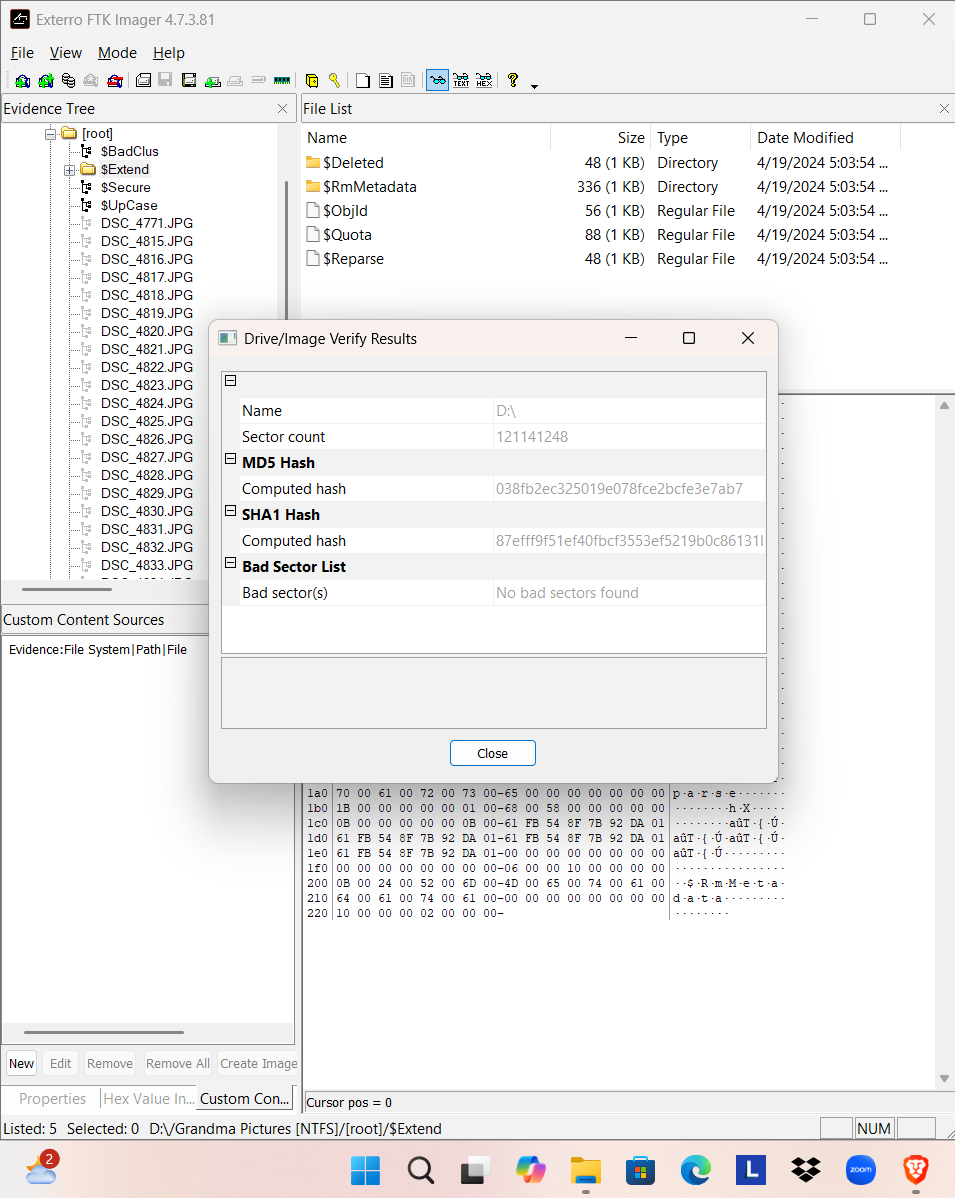 Exterro FTK Imager 4.7.3.81
File View Mode Help
Evidence Tree
[root]
$BadClus
$Extend
$Secure
$UpCase
DSC_4771.JPG
DSC_4815.JPG
DSC_4816.JPG
DSC_4817.JPG
DSC_4818.JPG
DSC_4819.JPG
DSC_4820.JPG
DSC_4821.JPG
DSC_4822.JPG
DSC_4823.JPG
DSC_4824.JPG
DSC_4825.JPG
DSC_4826.JPG
DSC_4827.JPG
DSC_4828.JPG
DSC_4829.JPG
DSC_4830.JPG
DSC_4831.JPG
DSC_4832.JPG
DSC_4833.JPG
File List
Name Size Type Date Modified
$Deleted 48 (1 KB) Directory 4/19/2024 5:03:54 ...
$RmMetadata 336 (1 KB) Directory 4/19/2024 5:03:54 ...
$ObjId 56 (1 KB) Regular File 4/19/2024 5:03:54 ...
$Quota 88 (1 KB) Regular File 4/19/2024 5:03:54 ...
$Reparse 48 (1 KB) Regular File 4/19/2024 5:03:54 ...
Drive/Image Verify Results
Name D:\
Sector count 121141248
MD5 Hash
Computed hash 038fb2ec325019e078fce2bcfe3e7ab7
SHA1 Hash
Computed hash 87efff9f51ef40fbcf3553ef5219b0c86131
Bad Sector List
Bad sector(s) No bad sectors found
Close
1a0 70 00 61 00 72 00 73 00-65 00 00 00 00 00 00 00 p·a·r·s·e·······
1b0 1B 00 00 00 00 00 01 00-68 00 58 00 00 00 00 00 ········h·X·····
1c0 0B 00 00 00 00 00 0B 00-61 FB 54 8F 7B 92 DA 01 ········aûT·{·Ú·
1d0 61 FB 54 8F 7B 92 DA 01-61 FB 54 8F 7B 92 DA 01 aûT·{·Ú·aûT·{·Ú·
1e0 61 FB 54 8F 7B 92 DA 01-00 00 00 00 00 00 00 00 aûT·{·Ú·········
1f0 00 00 00 00 00 00 00 00-06 00 00 10 00 00 00 00 ················
200 0B 00 24 00 52 00 6D 00-4D 00 65 00 74 00 61 00 ··$·R·m·M·e·t·a·
210 64 00 61 00 74 00 61 00-00 00 00 00 00 00 00 00 d·a·t·a·········
220 10 00 00 00 02 00 00 00- ········
Custom Content Sources
Evidence:File System|Path|File
New Edit Remove Remove All Create Image
Properties Hex Value In... Custom Con...
Cursor pos = 0
Listed: 5 Selected: 0 D:\/Grandma Pictures [NTFS]/[root]/$Extend NUM
2
L
zoom